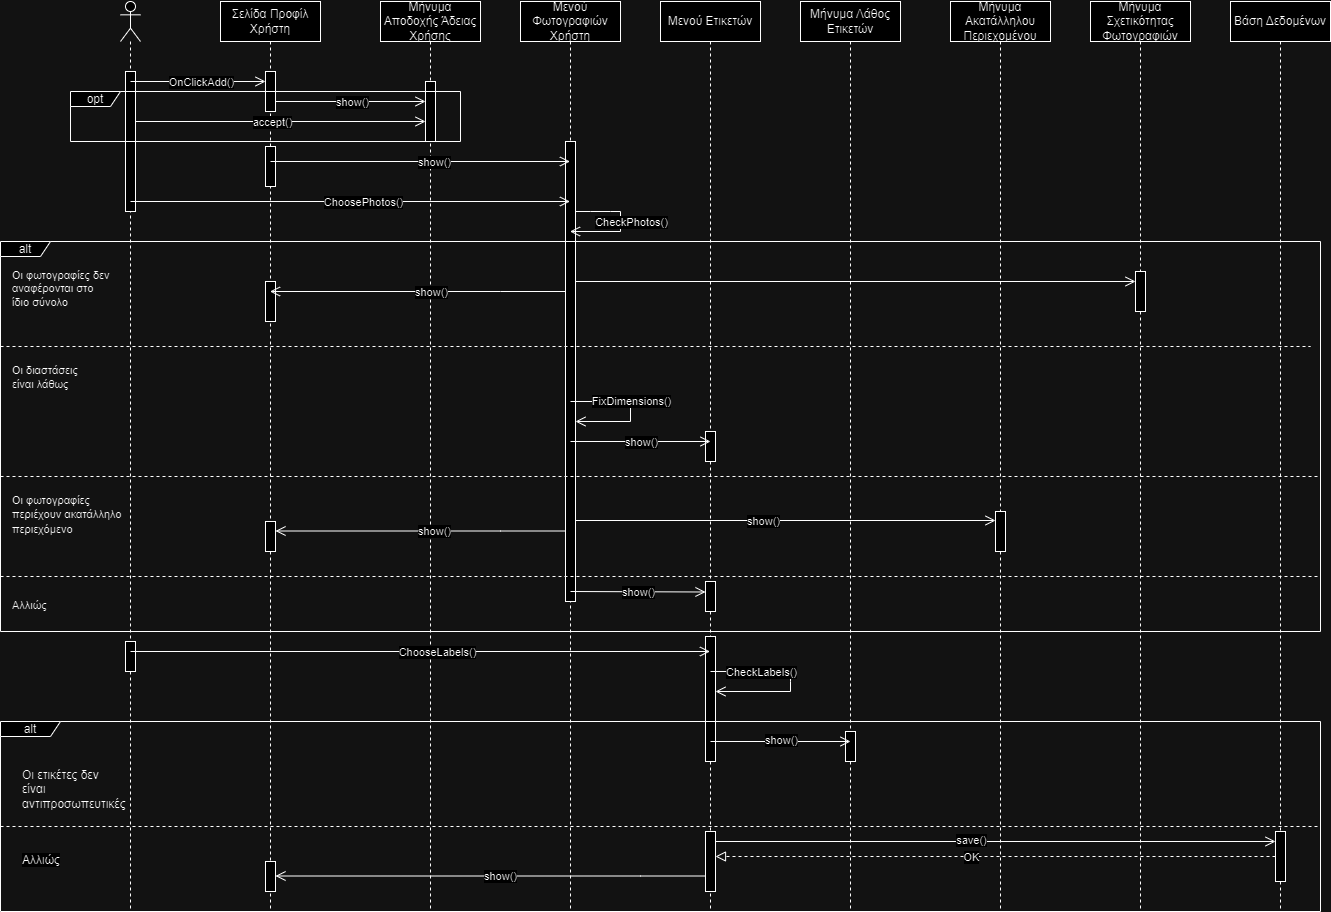 Σελίδα Προφίλ
Χρήστη
Μήνυμα
Αποδοχής Άδειας
Χρήσης
Μενού
Φωτογραφιών
Χρήστη
Μενού Ετικετών
Μήνυμα Λάθος
Ετικετών
Μήνυμα
Ακατάλληλου
Περιεχομένου
Μήνυμα
Σχετικότητας
Φωτογραφιών
Βάση Δεδομένων
OnClickAdd()
opt
show()
accept()
show()
ChoosePhotos()
CheckPhotos()
alt
Οι φωτογραφίες δεν
αναφέρονται στο
ίδιο σύνολο
show()
Οι διαστάσεις
είναι λάθως
FixDimensions()
show()
Οι φωτογραφίες
περιέχουν ακατάλληλο
περιεχόμενο
show()
show()
show()
Αλλιώς
ChooseLabels()
CheckLabels()
alt
show()
Οι ετικέτες δεν
είναι
αντιπροσωπευτικές
save()
OK
Αλλιώς
show()